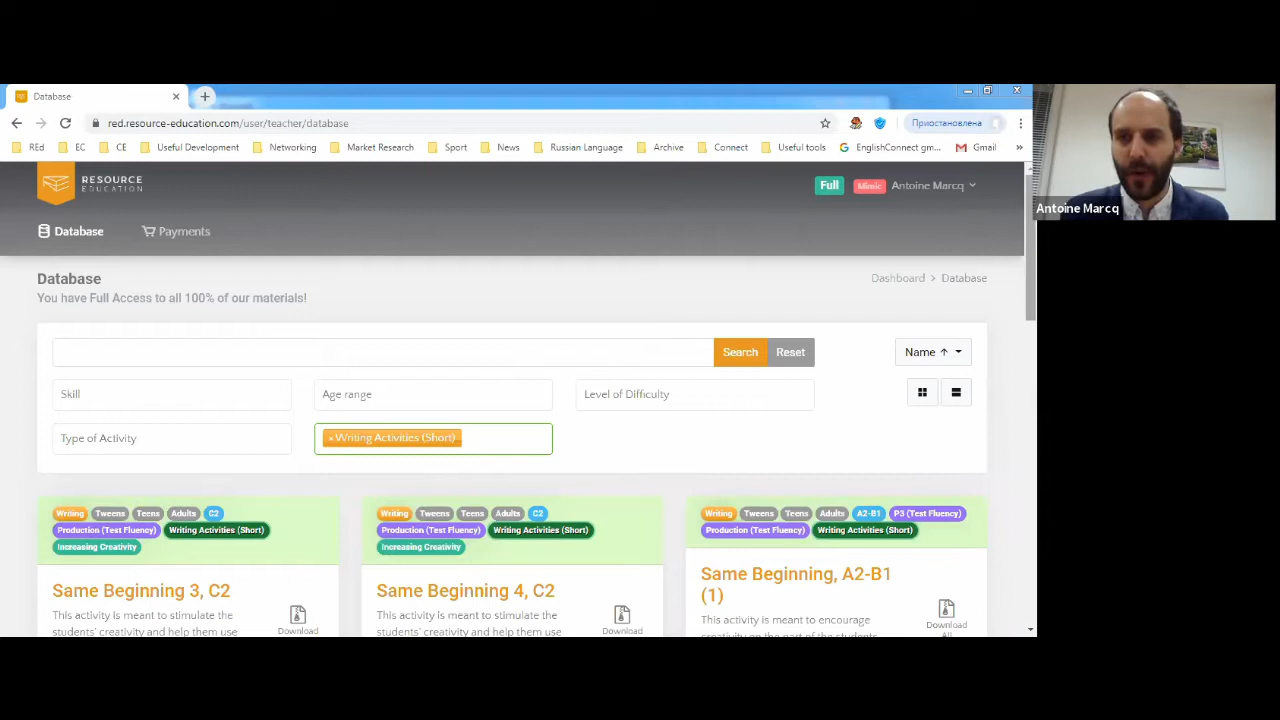 Database
red.resource-education.com/user/teacher/database
Приостановлена
REd EC CE Useful Development Networking Market Research Sport News Russian Language Archive Connect Useful tools EnglishConnect gm... Gmail »
RESOURCE
EDUCATION
Full Mimic Antoine Marcq
Database Payments
Database
Dashboard > Database
You have Full Access to all 100% of our materials!
Search Reset Name ↑
Skill Age range Level of Difficulty
Type of Activity × Writing Activities (Short)
Writing Tweens Teens Adults C2
Production (Test Fluency) Writing Activities (Short)
Increasing Creativity
Same Beginning 3, C2
This activity is meant to stimulate the
students' creativity and help them use
Download
Writing Tweens Teens Adults C2
Production (Test Fluency) Writing Activities (Short)
Increasing Creativity
Same Beginning 4, C2
This activity is meant to stimulate the
students' creativity and help them use
Download
Writing Tweens Teens Adults A2-B1 P3 (Test Fluency)
Production (Test Fluency) Writing Activities (Short)
Same Beginning, A2-B1
(1)
This activity is meant to encourage
creativity on the part of the students
Download
All
Antoine Marcq